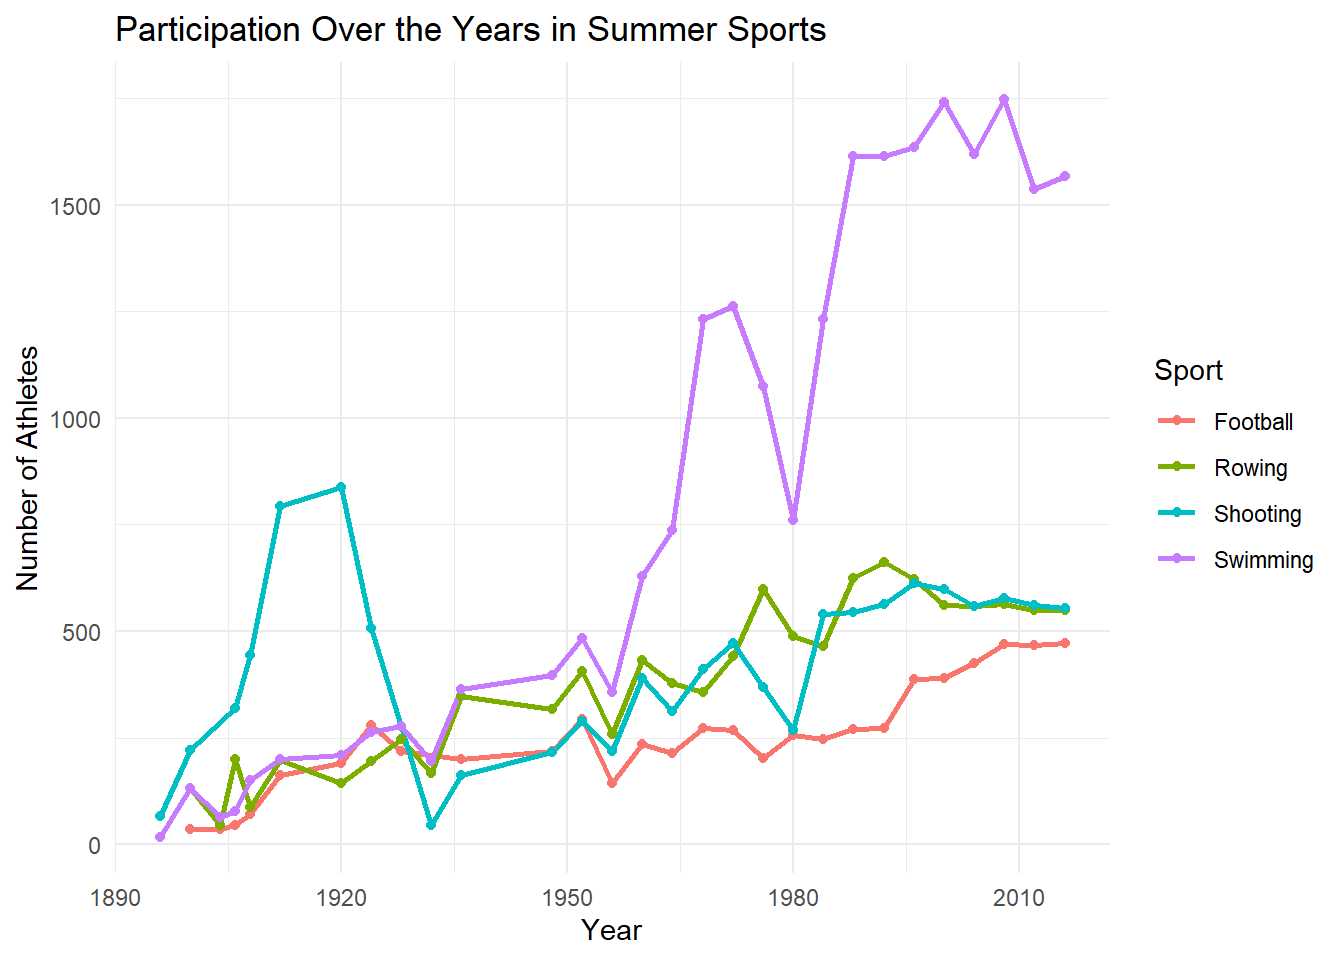 Participation Over the Years in Summer Sports
Number of Athletes
1500
1000
500
0
1890 1920 1950 1980 2010
Year
Sport
Football
Rowing
Shooting
Swimming